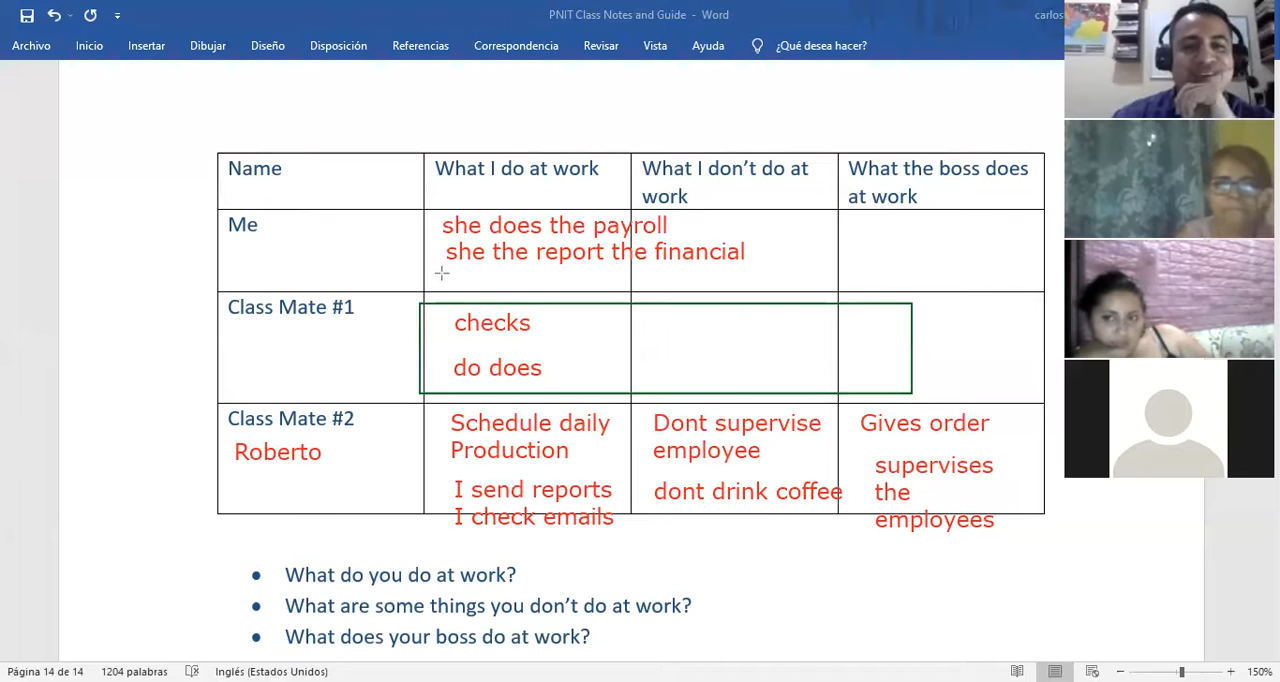 PNIT Class Notes and Guide - Word
carlos
Archivo Inicio Insertar Dibujar Diseño Disposición Referencias Correspondencia Revisar Vista Ayuda ¿Qué desea hacer?
Name
What I do at work
What I don't do at
work
What the boss does
at work
Me
she does the payroll
she the report the financial
Class Mate #1
checks
do does
Class Mate #2
Roberto
Schedule daily
Production
I send reports
I check emails
Dont supervise
employee
dont drink coffee
Gives order
supervises
the
employees
• What do you do at work?
• What are some things you don't do at work?
• What does your boss do at work?
Página 14 de 14 1204 palabras Inglés (Estados Unidos) 150%